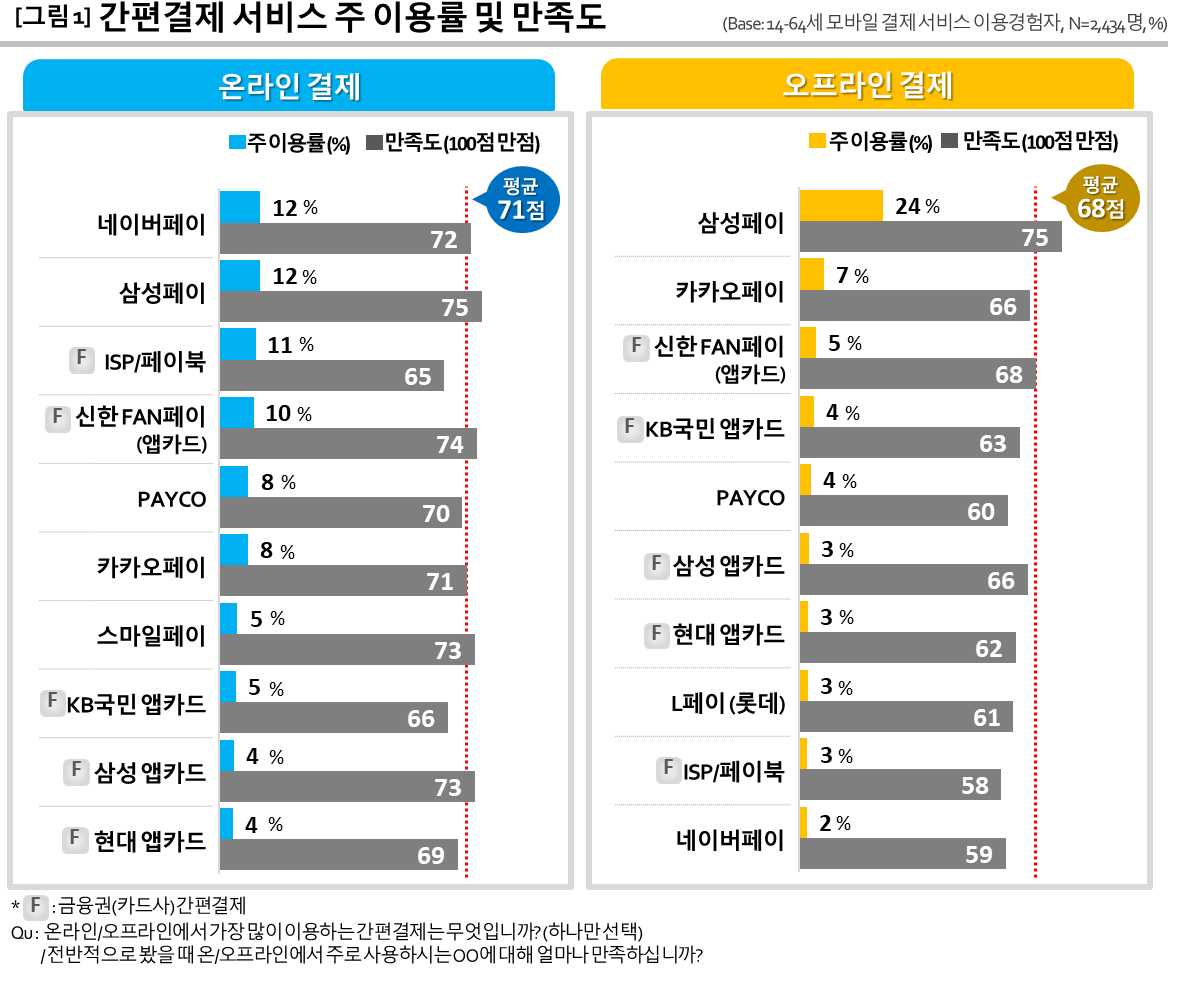 [그림 1] 간편결제 서비스 주 이용률 및 만족도
(Base: 14-64세 모바일 결제 서비스 이용경험자, N=2,434명, %)
온라인 결제
주 이용률(%) 만족도(100점 만점)
평균
71점
네이버페이 12 %
72
삼성페이 12 %
75
F ISP/페이북 11 %
65
F 신한 FAN페이 10 %
(앱카드) 74
PAYCO 8 %
70
카카오페이 8 %
71
스마일페이 5 %
73
F KB국민 앱카드 5 %
66
F 삼성 앱카드 4 %
73
F 현대 앱카드 4 %
69
오프라인 결제
주 이용률(%) 만족도(100점 만점)
평균
68점
삼성페이 24 %
75
카카오페이 7 %
66
F 신한 FAN페이 5 %
(앱카드) 68
F KB국민 앱카드 4 %
63
PAYCO 4 %
60
F 삼성 앱카드 3 %
66
F 현대 앱카드 3 %
62
L페이 (롯데) 3 %
61
F ISP/페이북 3 %
58
네이버페이 2 %
59
* F : 금융권(카드사) 간편결제
Qu : 온라인/오프라인에서 가장 많이 이용하는 간편결제는 무엇입니까? (하나만 선택)
/ 전반적으로 봤을 때 온/오프라인에서 주로 사용하시는 OO에 대해 얼마나 만족하십니까?